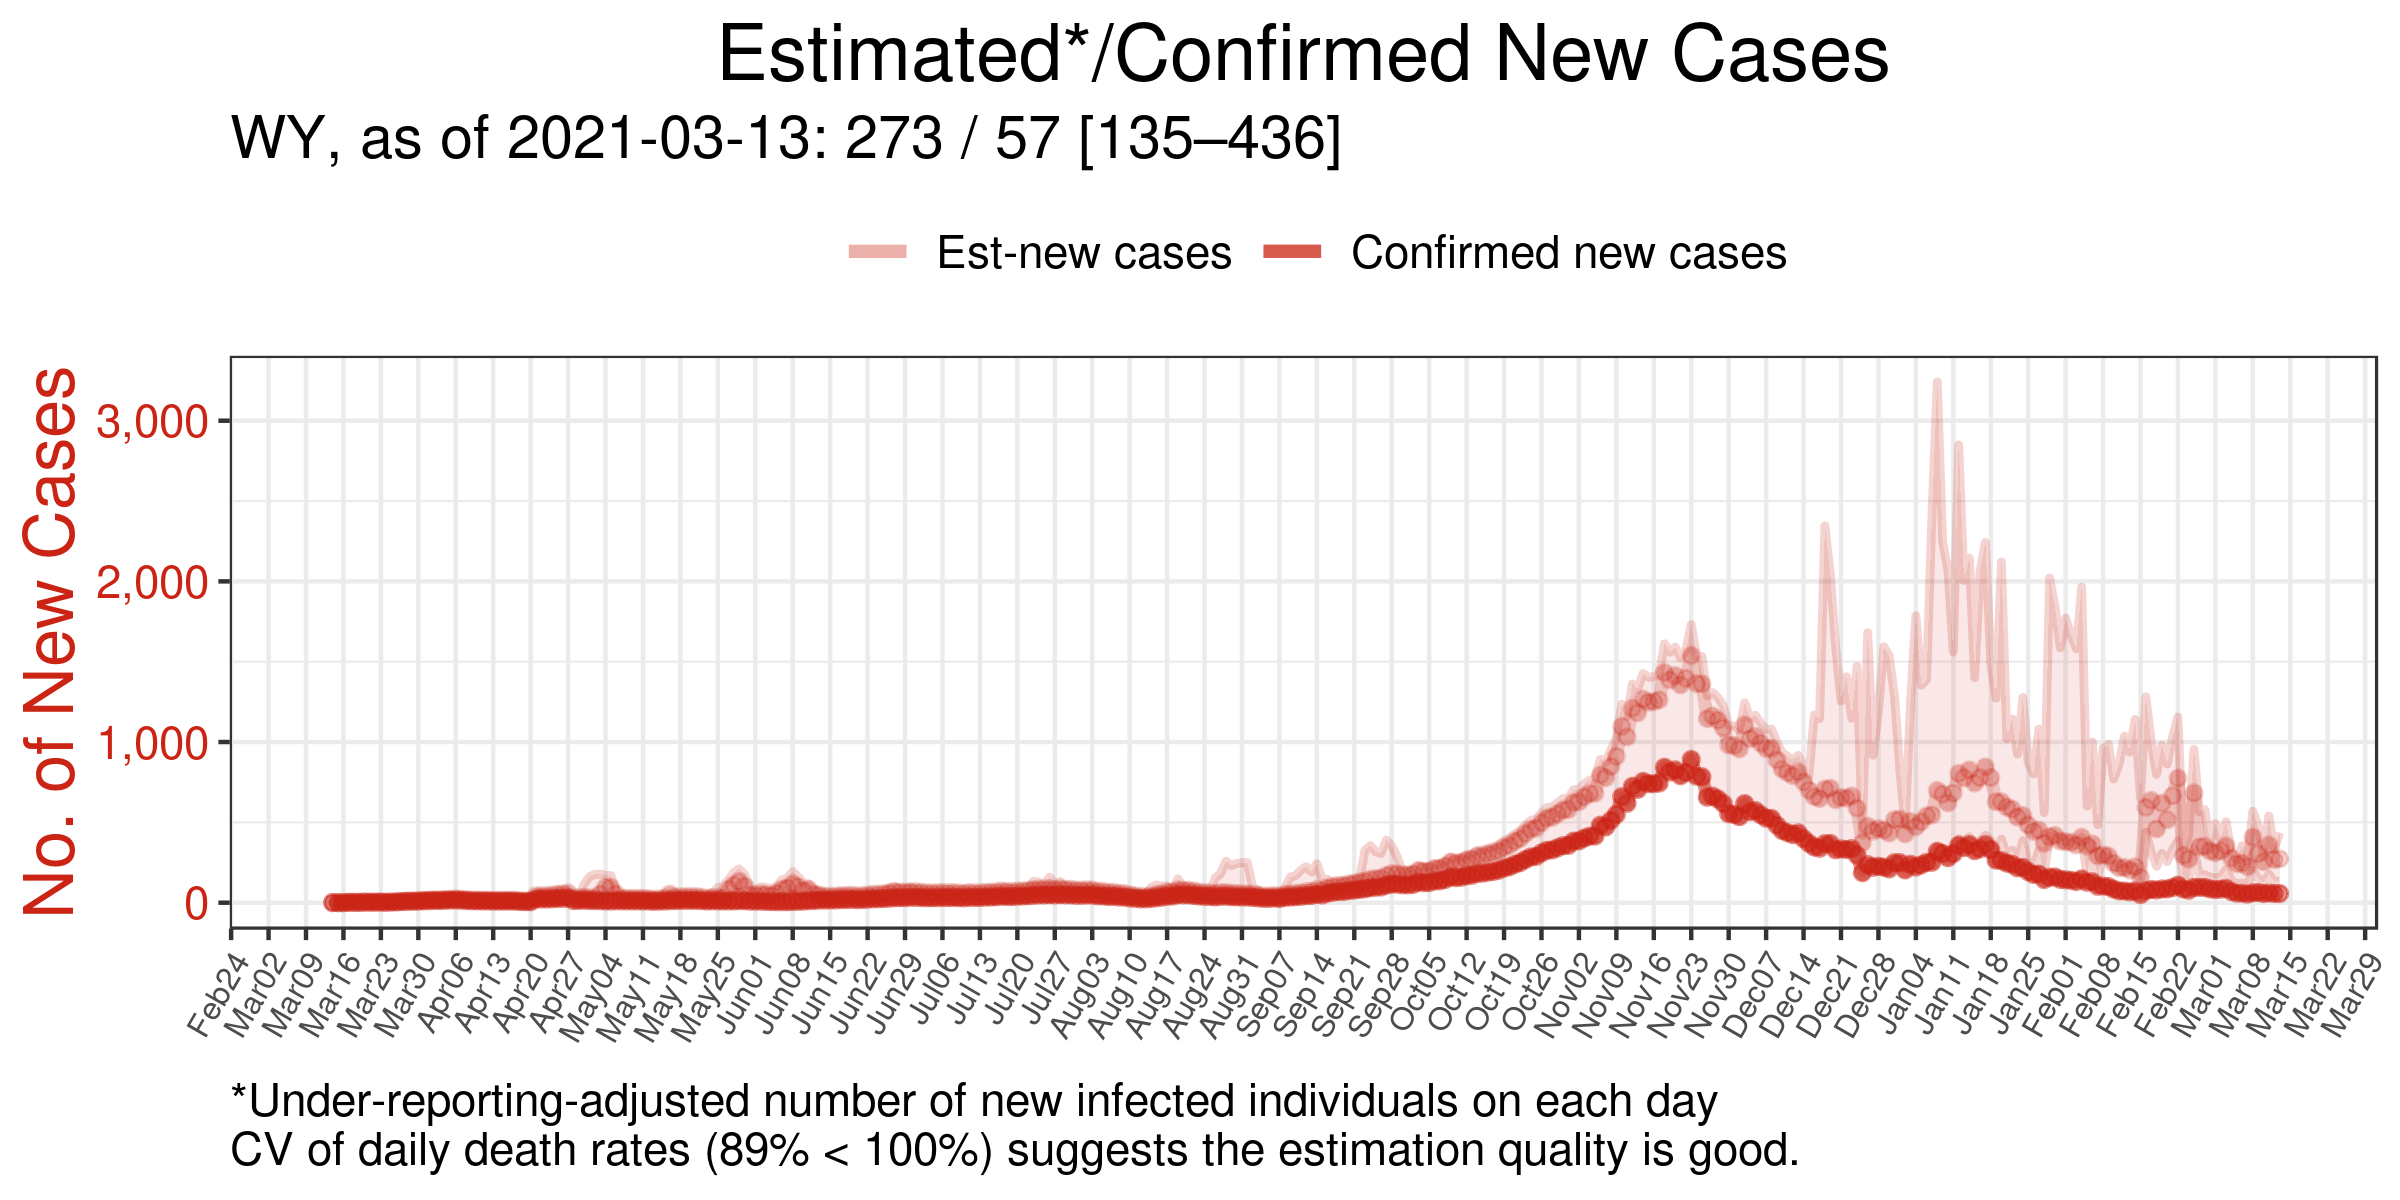 Estimated*/Confirmed New Cases
WY, as of 2021-03-13: 273 / 57 [135–436]
Est-new cases Confirmed new cases
No. of New Cases
3,000
2,000
1,000
0
Feb24 Mar02 Mar09 Mar16 Mar23 Mar30 Apr06 Apr13 Apr20 Apr27 May04 May11 May18 May25 Jun01 Jun08 Jun15 Jun22 Jun29 Jul06 Jul13 Jul20 Jul27 Aug03 Aug10 Aug17 Aug24 Aug31 Sep07 Sep14 Sep21 Sep28 Oct05 Oct12 Oct19 Oct26 Nov02 Nov09 Nov16 Nov23 Nov30 Dec07 Dec14 Dec21 Dec28 Jan04 Jan11 Jan18 Jan25 Feb01 Feb08 Feb15 Feb22 Mar01 Mar08 Mar15 Mar22 Mar29
*Under-reporting-adjusted number of new infected individuals on each day
CV of daily death rates (89% < 100%) suggests the estimation quality is good.